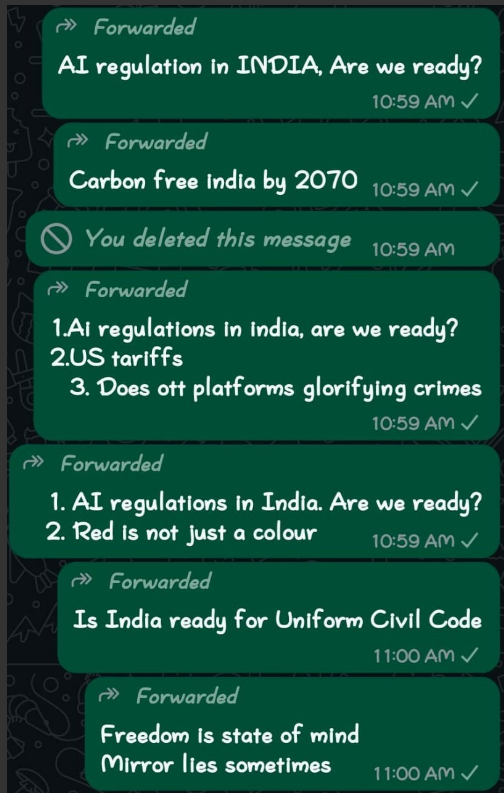 Forwarded
AI regulation in INDIA, Are we ready?
10:59 AM
Forwarded
Carbon free india by 2070 10:59 AM
You deleted this message 10:59 AM
Forwarded
1.Ai regulations in india, are we ready?
2.US tariffs
3. Does ott platforms glorifying crimes
10:59 AM
Forwarded
1. AI regulations in India. Are we ready?
2. Red is not just a colour 10:59 AM
Forwarded
Is India ready for Uniform Civil Code
11:00 AM
Forwarded
Freedom is state of mind
Mirror lies sometimes 11:00 AM